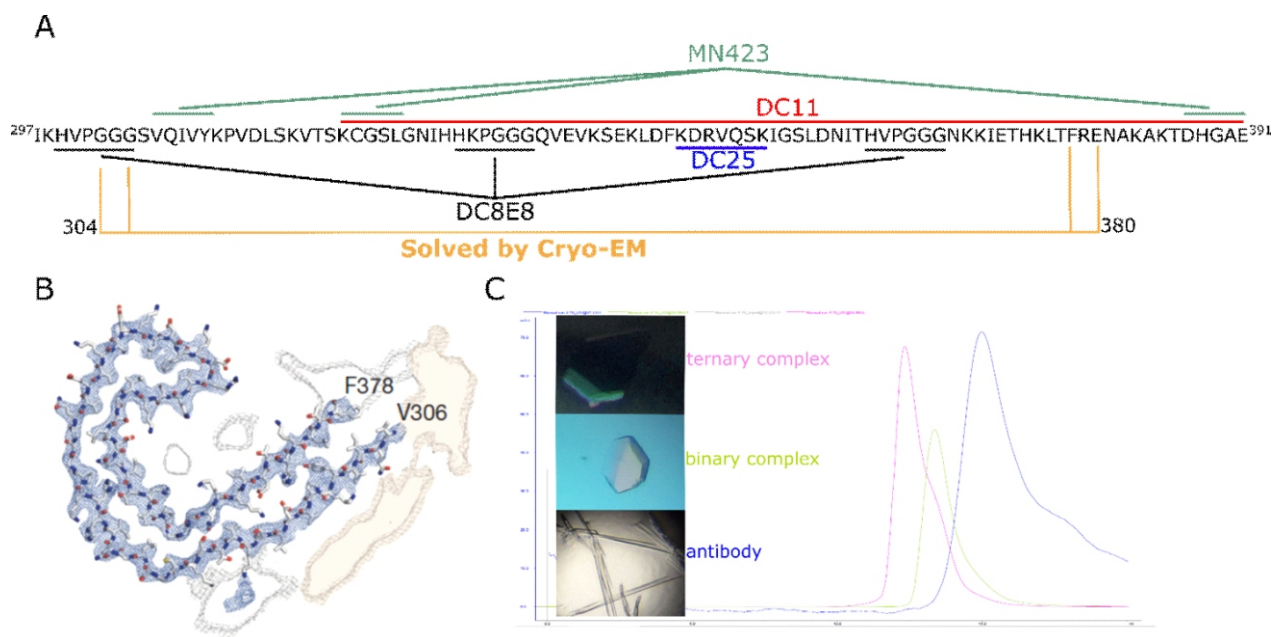 A
MN423
DC11
297IKHVPGGGSVQIVYKPVDLSKVTSKCGSLGNIHHKPGGGQVEVKSEKLDFKDRVQSKIGSLDNITHVPGGGNKKIETHKLTFRENAKAKTDHGAE391
DC25
DC8E8
304
380
Solved by Cryo-EM
B
C
F378
V306
ternary complex
binary complex
antibody